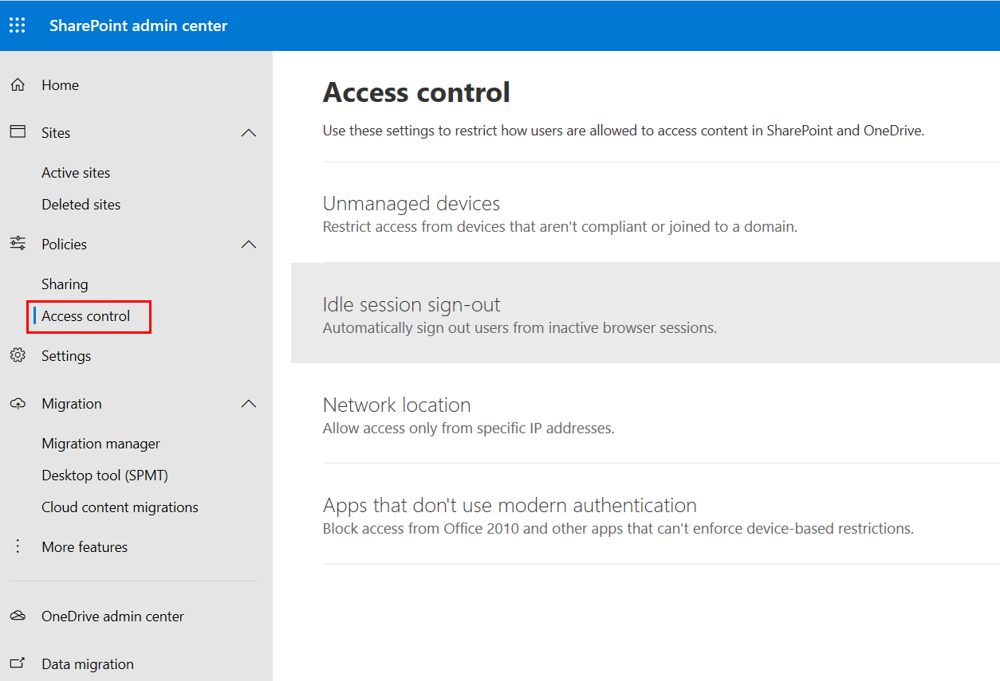 SharePoint admin center
Home
Sites
Active sites
Deleted sites
Policies
Sharing
Access control
Settings
Migration
Migration manager
Desktop tool (SPMT)
Cloud content migrations
More features
OneDrive admin center
Data migration
Access control
Use these settings to restrict how users are allowed to access content in SharePoint and OneDrive.
Unmanaged devices
Restrict access from devices that aren't compliant or joined to a domain.
Idle session sign-out
Automatically sign out users from inactive browser sessions.
Network location
Allow access only from specific IP addresses.
Apps that don't use modern authentication
Block access from Office 2010 and other apps that can't enforce device-based restrictions.